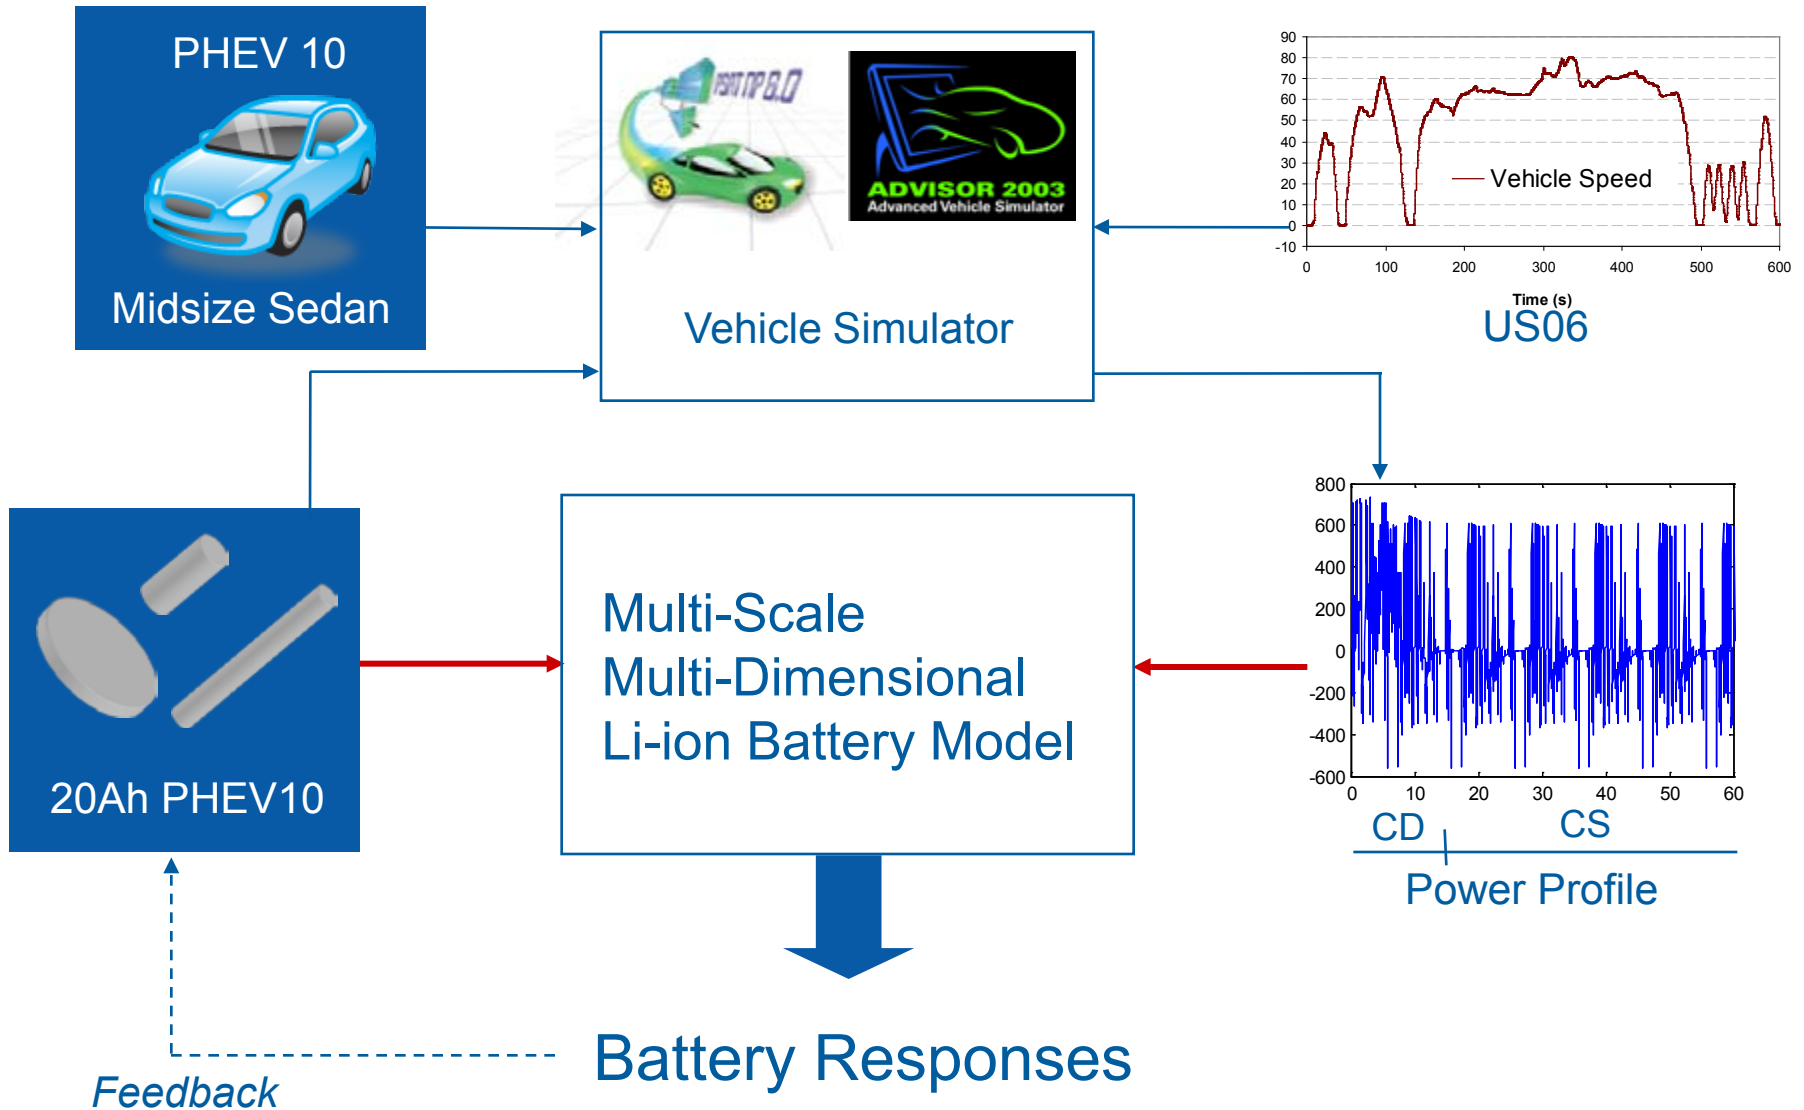 PHEV 10
Midsize Sedan
PSAT NP 6.0
ADVISOR 2003
Advanced Vehicle Simulator
Vehicle Simulator
90
80
70
60
50
40
30
20
10
0
-10
0 100 200 300 400 500 600
Vehicle Speed
Time (s)
US06
20Ah PHEV10
Multi-Scale
Multi-Dimensional
Li-ion Battery Model
800
600
400
200
0
-200
-400
-600
0 10 20 30 40 50 60
CD CS
Power Profile
Battery Responses
Feedback